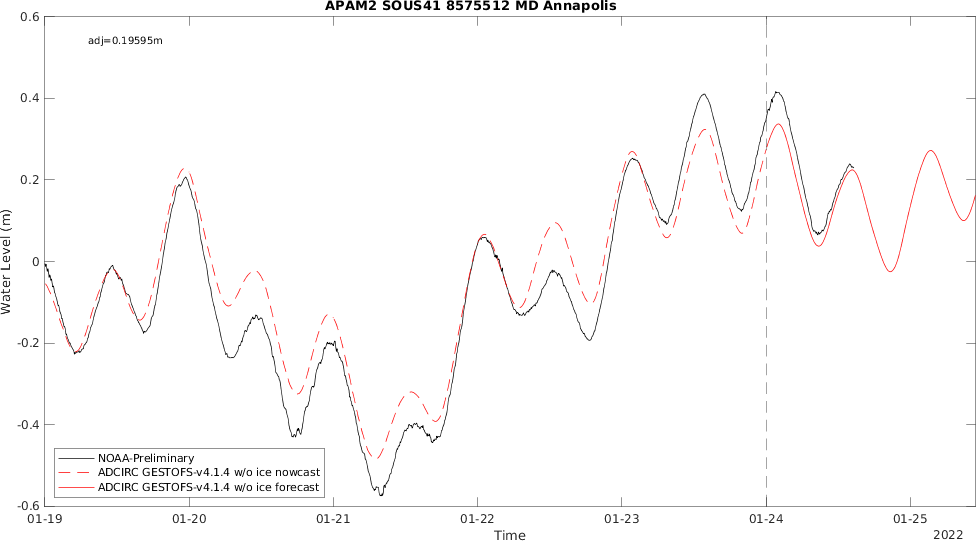 APAM2 SOUS41 8575512 MD Annapolis
adj=0.19595m
0.6
0.4
0.2
0
-0.2
-0.4
-0.6
Water Level (m)
NOAA-Preliminary
ADCIRC GESTOFS-v4.1.4 w/o ice nowcast
ADCIRC GESTOFS-v4.1.4 w/o ice forecast
01-19 01-20 01-21 01-22 01-23 01-24 01-25
Time
2022